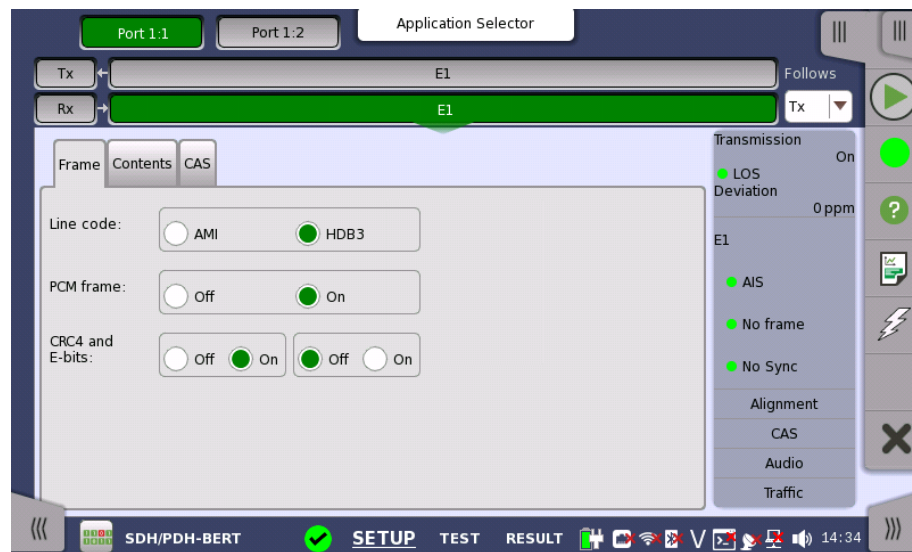 Application Selector
Port 1:1
Port 1:2
Tx
E1
Follows
Rx
E1
Tx
Frame
Contents
CAS
Line code:
AMI
HDB3
PCM frame:
Off
On
CRC4 and
E-bits:
Off
On
Off
On
Transmission
On
LOS
Deviation
0 ppm
E1
AIS
No frame
No Sync
Alignment
CAS
Audio
Traffic
SDH/PDH-BERT
SETUP
TEST
RESULT
V
14:34